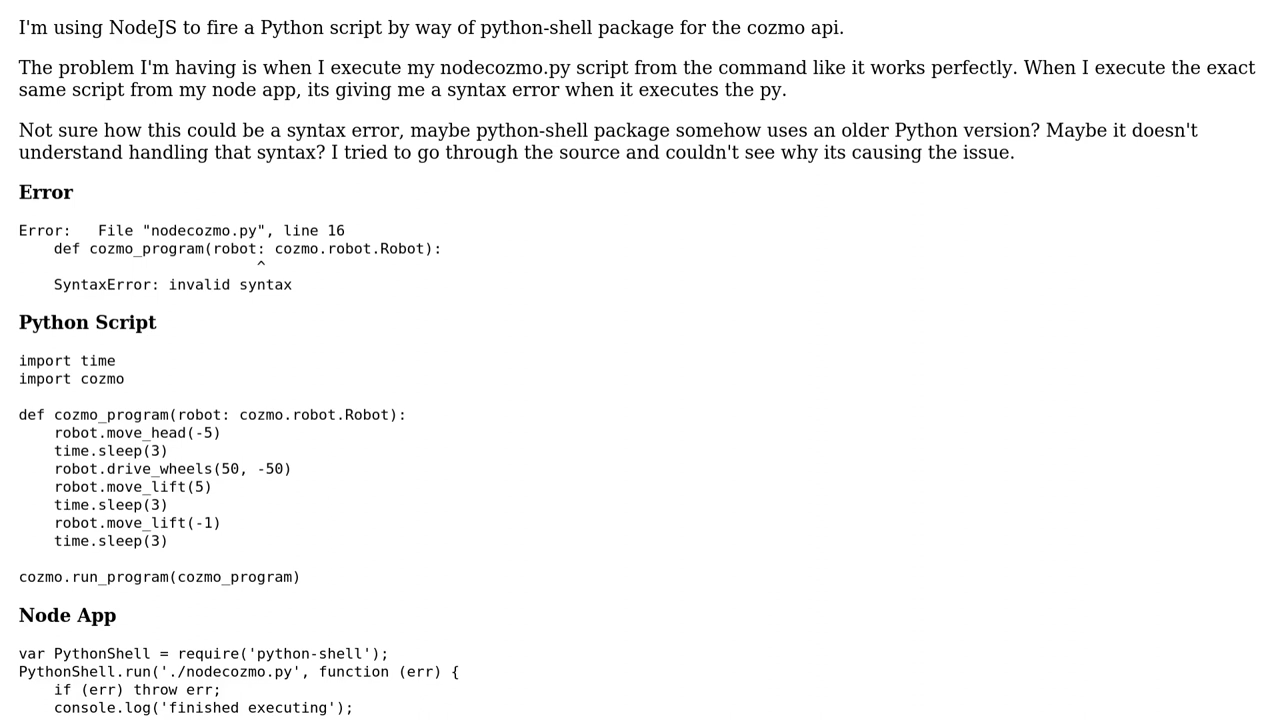 I'm using NodeJS to fire a Python script by way of python-shell package for the cozmo api.
The problem I'm having is when I execute my nodecozmo.py script from the command like it works perfectly. When I execute the exact
same script from my node app, its giving me a syntax error when it executes the py.
Not sure how this could be a syntax error, maybe python-shell package somehow uses an older Python version? Maybe it doesn't
understand handling that syntax? I tried to go through the source and couldn't see why its causing the issue.
Error
Error:   File "nodecozmo.py", line 16
    def cozmo_program(robot: cozmo.robot.Robot):
                           ^
    SyntaxError: invalid syntax
Python Script
import time
import cozmo
def cozmo_program(robot: cozmo.robot.Robot):
    robot.move_head(-5)
    time.sleep(3)
    robot.drive_wheels(50, -50)
    robot.move_lift(5)
    time.sleep(3)
    robot.move_lift(-1)
    time.sleep(3)
cozmo.run_program(cozmo_program)
Node App
var PythonShell = require('python-shell');
PythonShell.run('./nodecozmo.py', function (err) {
    if (err) throw err;
    console.log('finished executing');